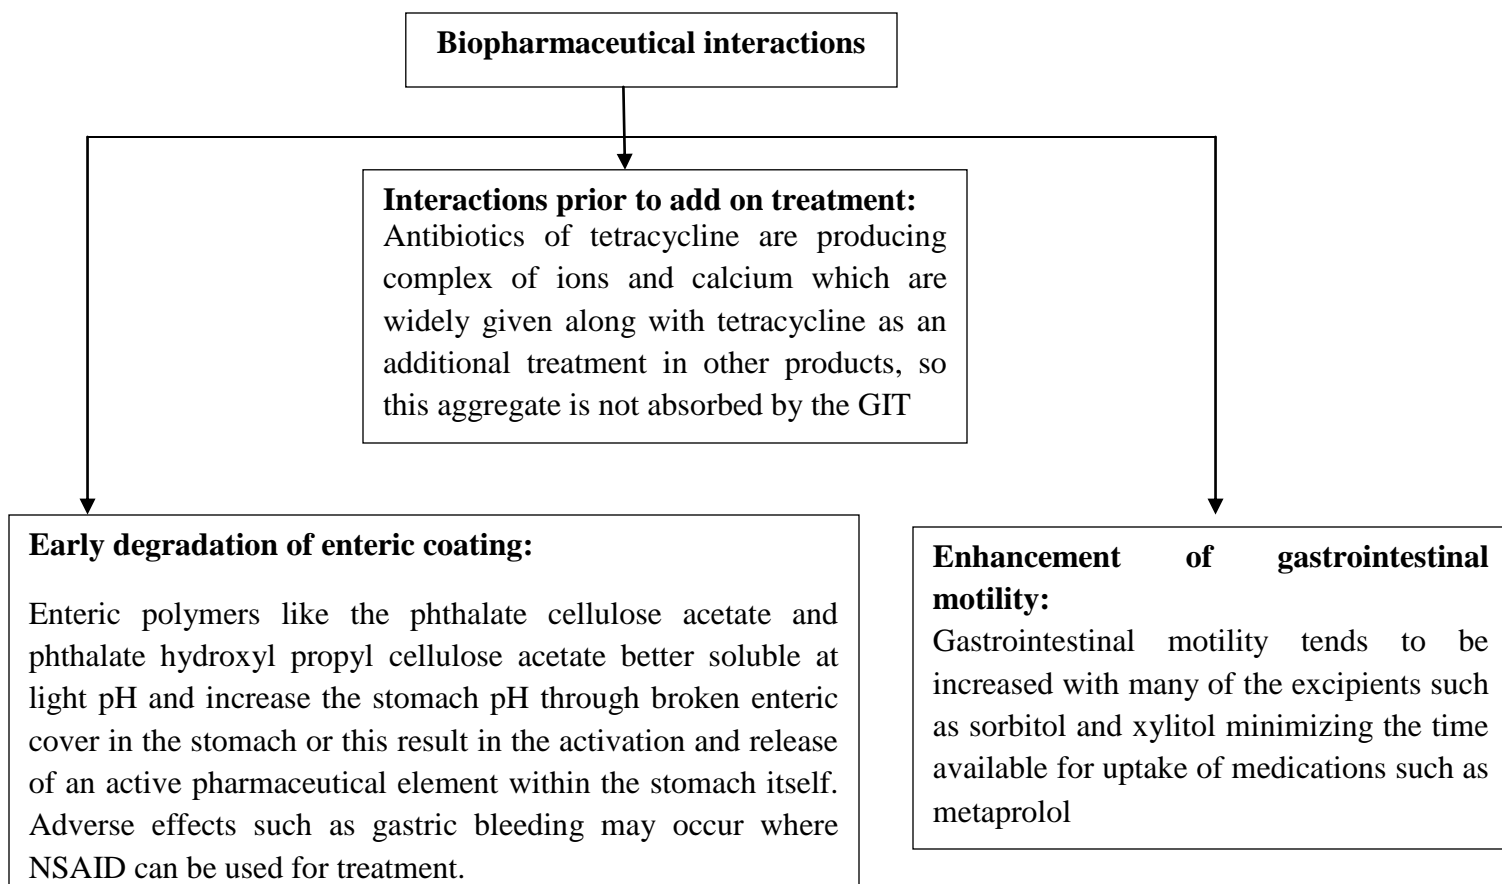 Biopharmaceutical interactions
Interactions prior to add on treatment:
Antibiotics of tetracycline are producing
complex of ions and calcium which are
widely given along with tetracycline as an
additional treatment in other products, so
this aggregate is not absorbed by the GIT
Early degradation of enteric coating:
Enteric polymers like the phthalate cellulose acetate and
phthalate hydroxyl propyl cellulose acetate better soluble at
light pH and increase the stomach pH through broken enteric
cover in the stomach or this result in the activation and release
of an active pharmaceutical element within the stomach itself.
Adverse effects such as gastric bleeding may occur where
NSAID can be used for treatment.
Enhancement of gastrointestinal
motility:
Gastrointestinal motility tends to be
increased with many of the excipients such
as sorbitol and xylitol minimizing the time
available for uptake of medications such as
metaprolol